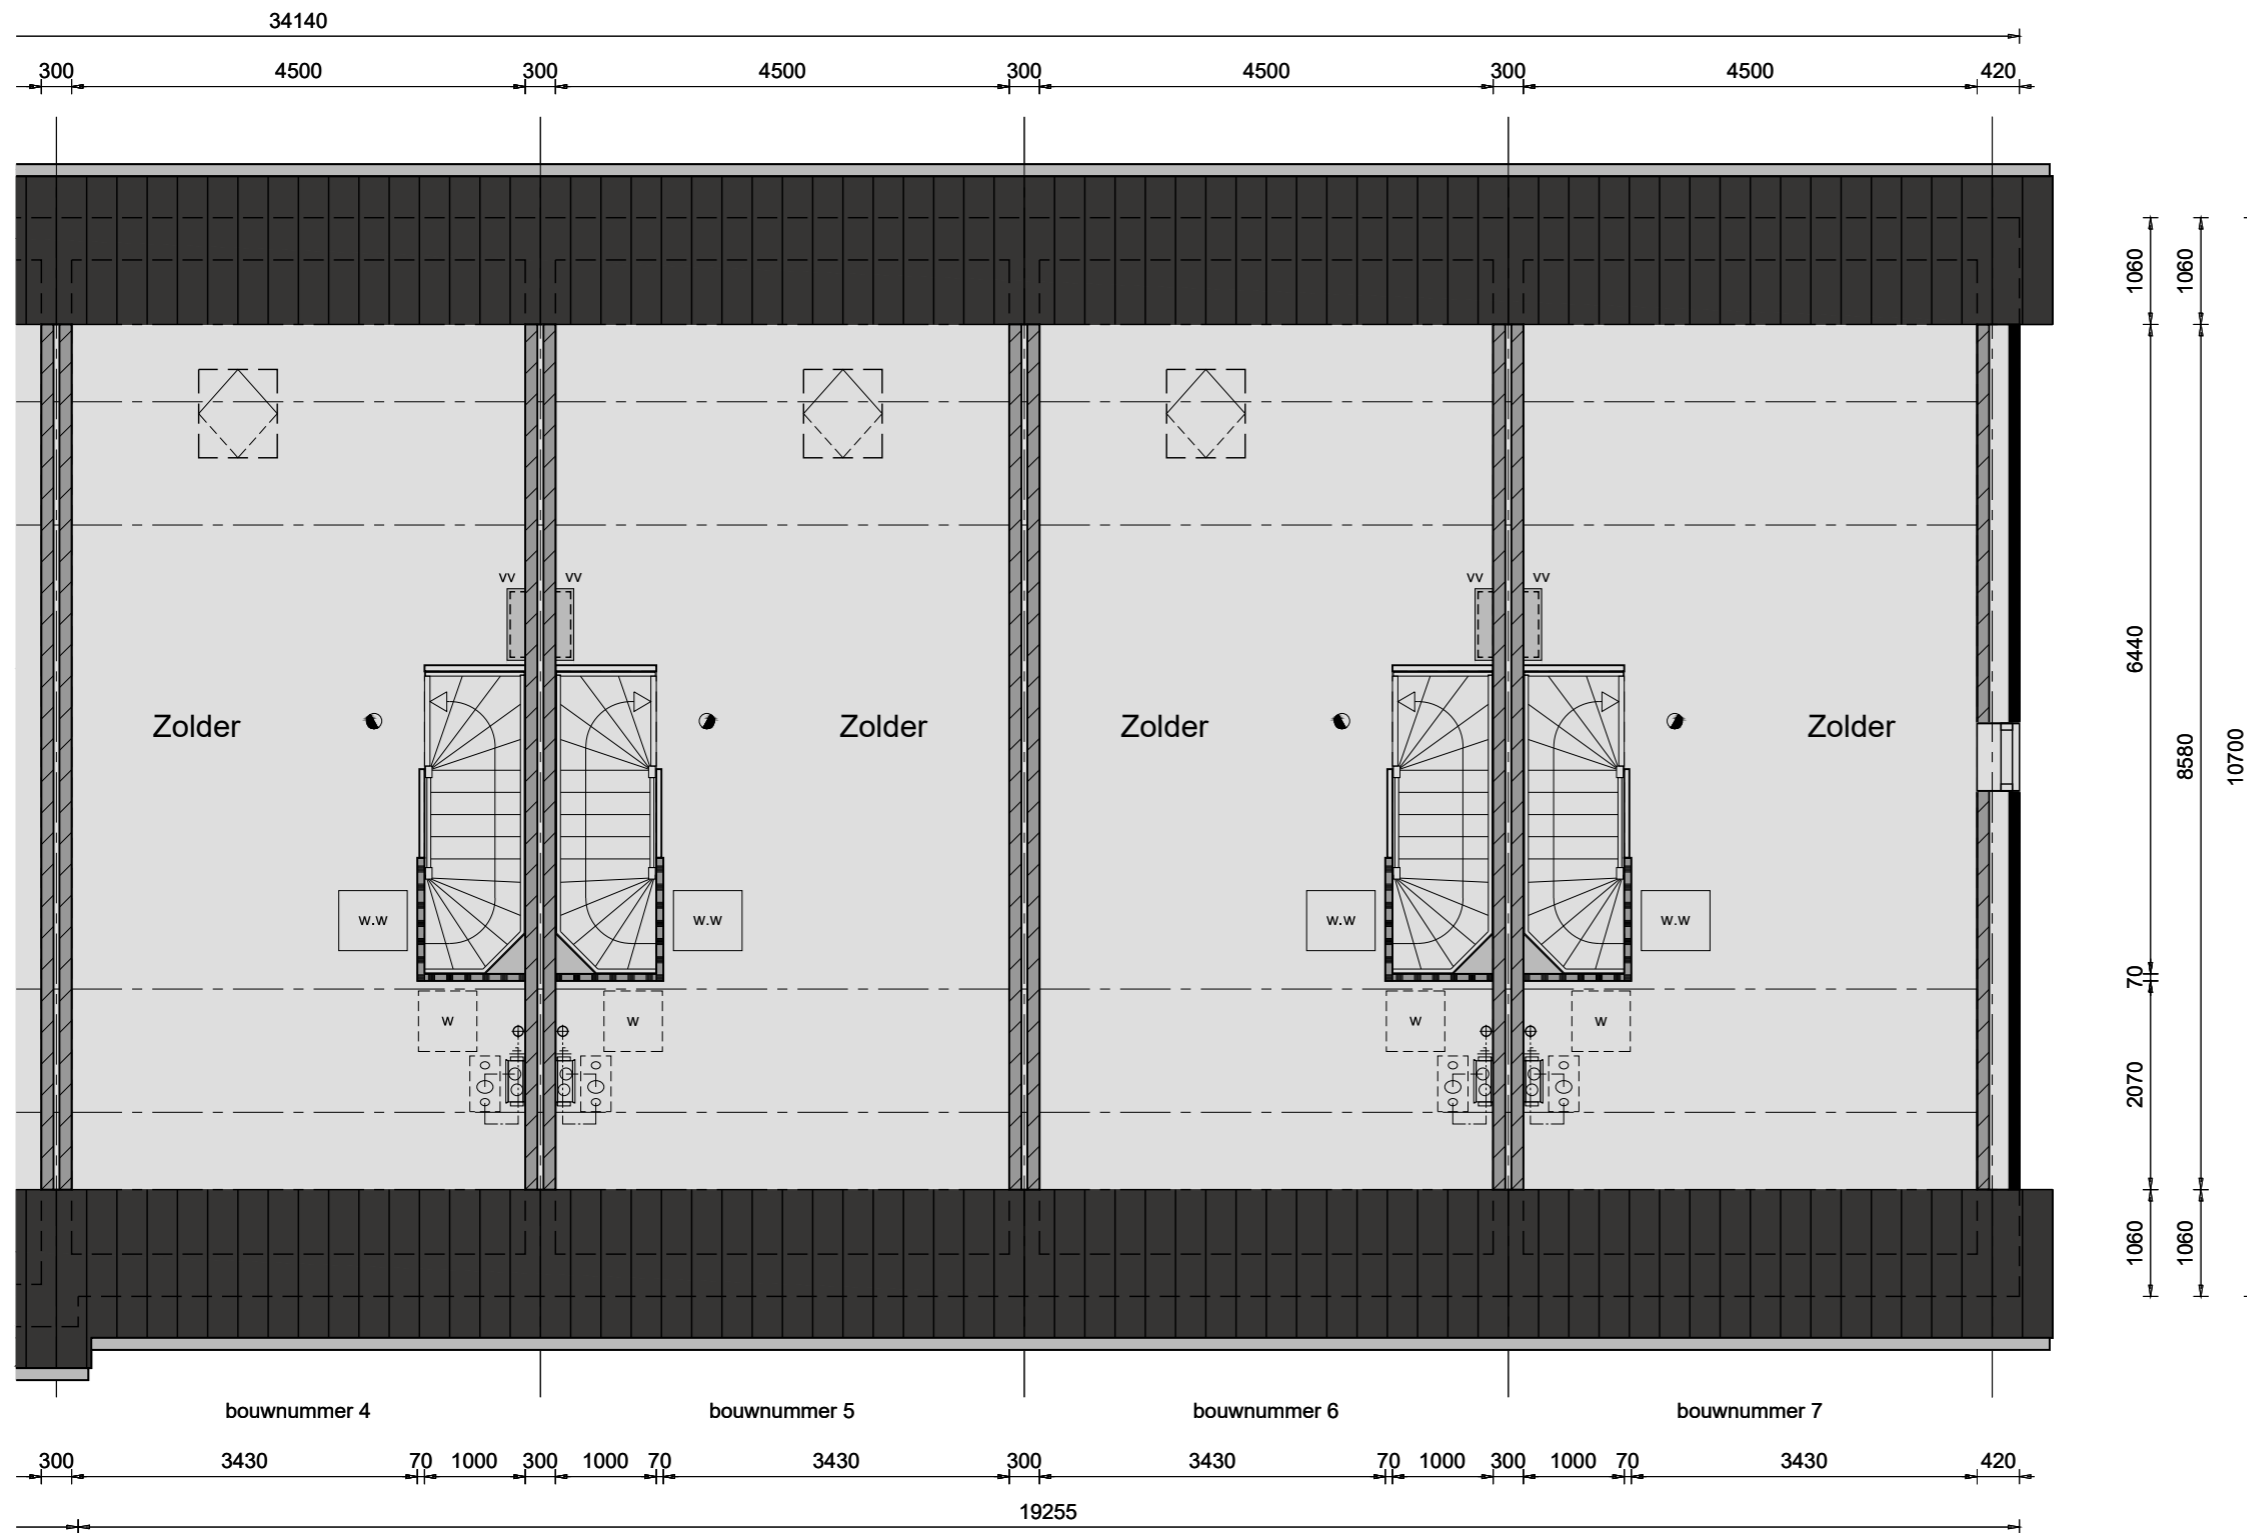 34140
300 4500 300 4500 300 4500 300 4500 420
1060 1060
vv vv vv vv
6440
Zolder Zolder Zolder Zolder
8580 10700
w.w w.w w.w w.w
70
w w w w
2070
1060 1060
bouwnummer 4 bouwnummer 5 bouwnummer 6 bouwnummer 7
300 3430 70 1000 300 1000 70 3430 300 3430 70 1000 300 1000 70 3430 420
19255